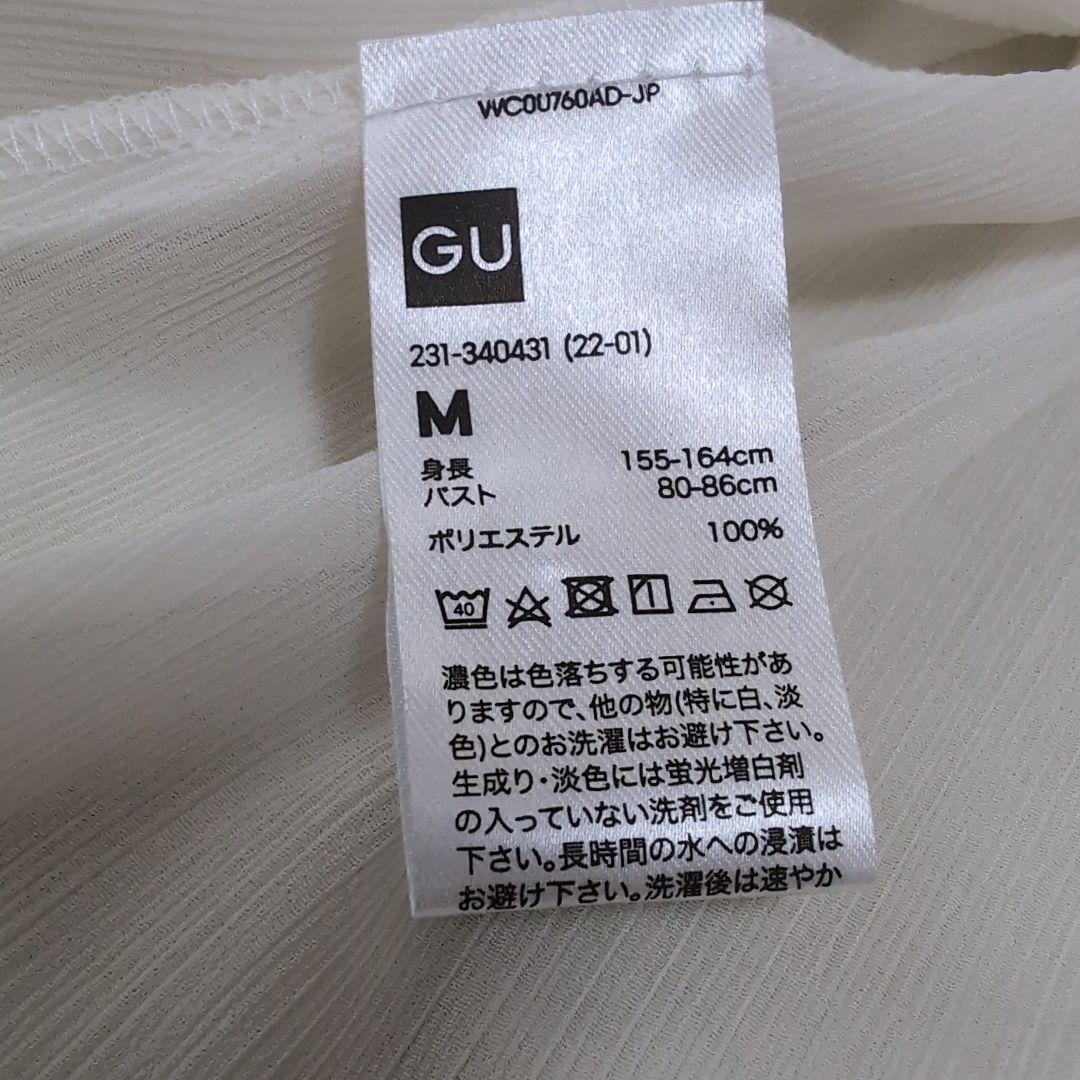 WC0U760AD-JP
GU
231-340431 (22-01)
M
身長 155-164cm
バスト 80-86cm
ポリエステル 100%
40
濃色は色落ちする可能性があ
りますので、他の物(特に白、淡
色)とのお洗濯はお避け下さい。
生成り・淡色には蛍光増白剤
の入っていない洗剤をご使用
下さい。長時間の水への浸漬は
お避け下さい。洗濯後は速やか